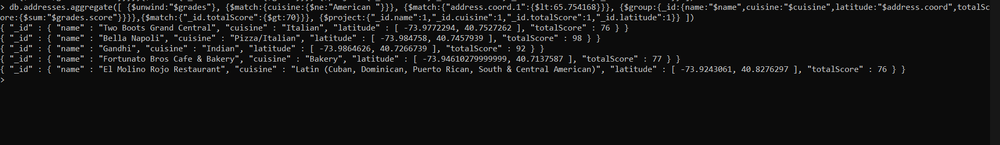 > db.addresses.aggregate([ {$unwind:"$grades"}, {$match:{cuisine:{$ne:"American "}}}, {$match:{"address.coord.1":{$lt:65.754168}}}, {$group:{_id:{name:"$name",cuisine:"$cuisine",latitude:"$address.coord",totalSc
ore:{$sum:"$grades.score"}}}},{$match:{"_id.totalScore":{$gt:70}}}, {$project:{"_id.name":1,"_id.cuisine":1,"_id.totalScore":1,"_id.latitude":1}} ])
{ "_id" : { "name" : "Two Boots Grand Central", "cuisine" : "Italian", "latitude" : [ -73.9772294, 40.7527262 ], "totalScore" : 76 } }
{ "_id" : { "name" : "Bella Napoli", "cuisine" : "Pizza/Italian", "latitude" : [ -73.984758, 40.7457939 ], "totalScore" : 98 } }
{ "_id" : { "name" : "Gandhi", "cuisine" : "Indian", "latitude" : [ -73.9864626, 40.7266739 ], "totalScore" : 92 } }
{ "_id" : { "name" : "Fortunato Bros Cafe & Bakery", "cuisine" : "Bakery", "latitude" : [ -73.94610279999999, 40.7137587 ], "totalScore" : 77 } }
{ "_id" : { "name" : "El Molino Rojo Restaurant", "cuisine" : "Latin (Cuban, Dominican, Puerto Rican, South & Central American)", "latitude" : [ -73.9243061, 40.8276297 ], "totalScore" : 76 } }
>